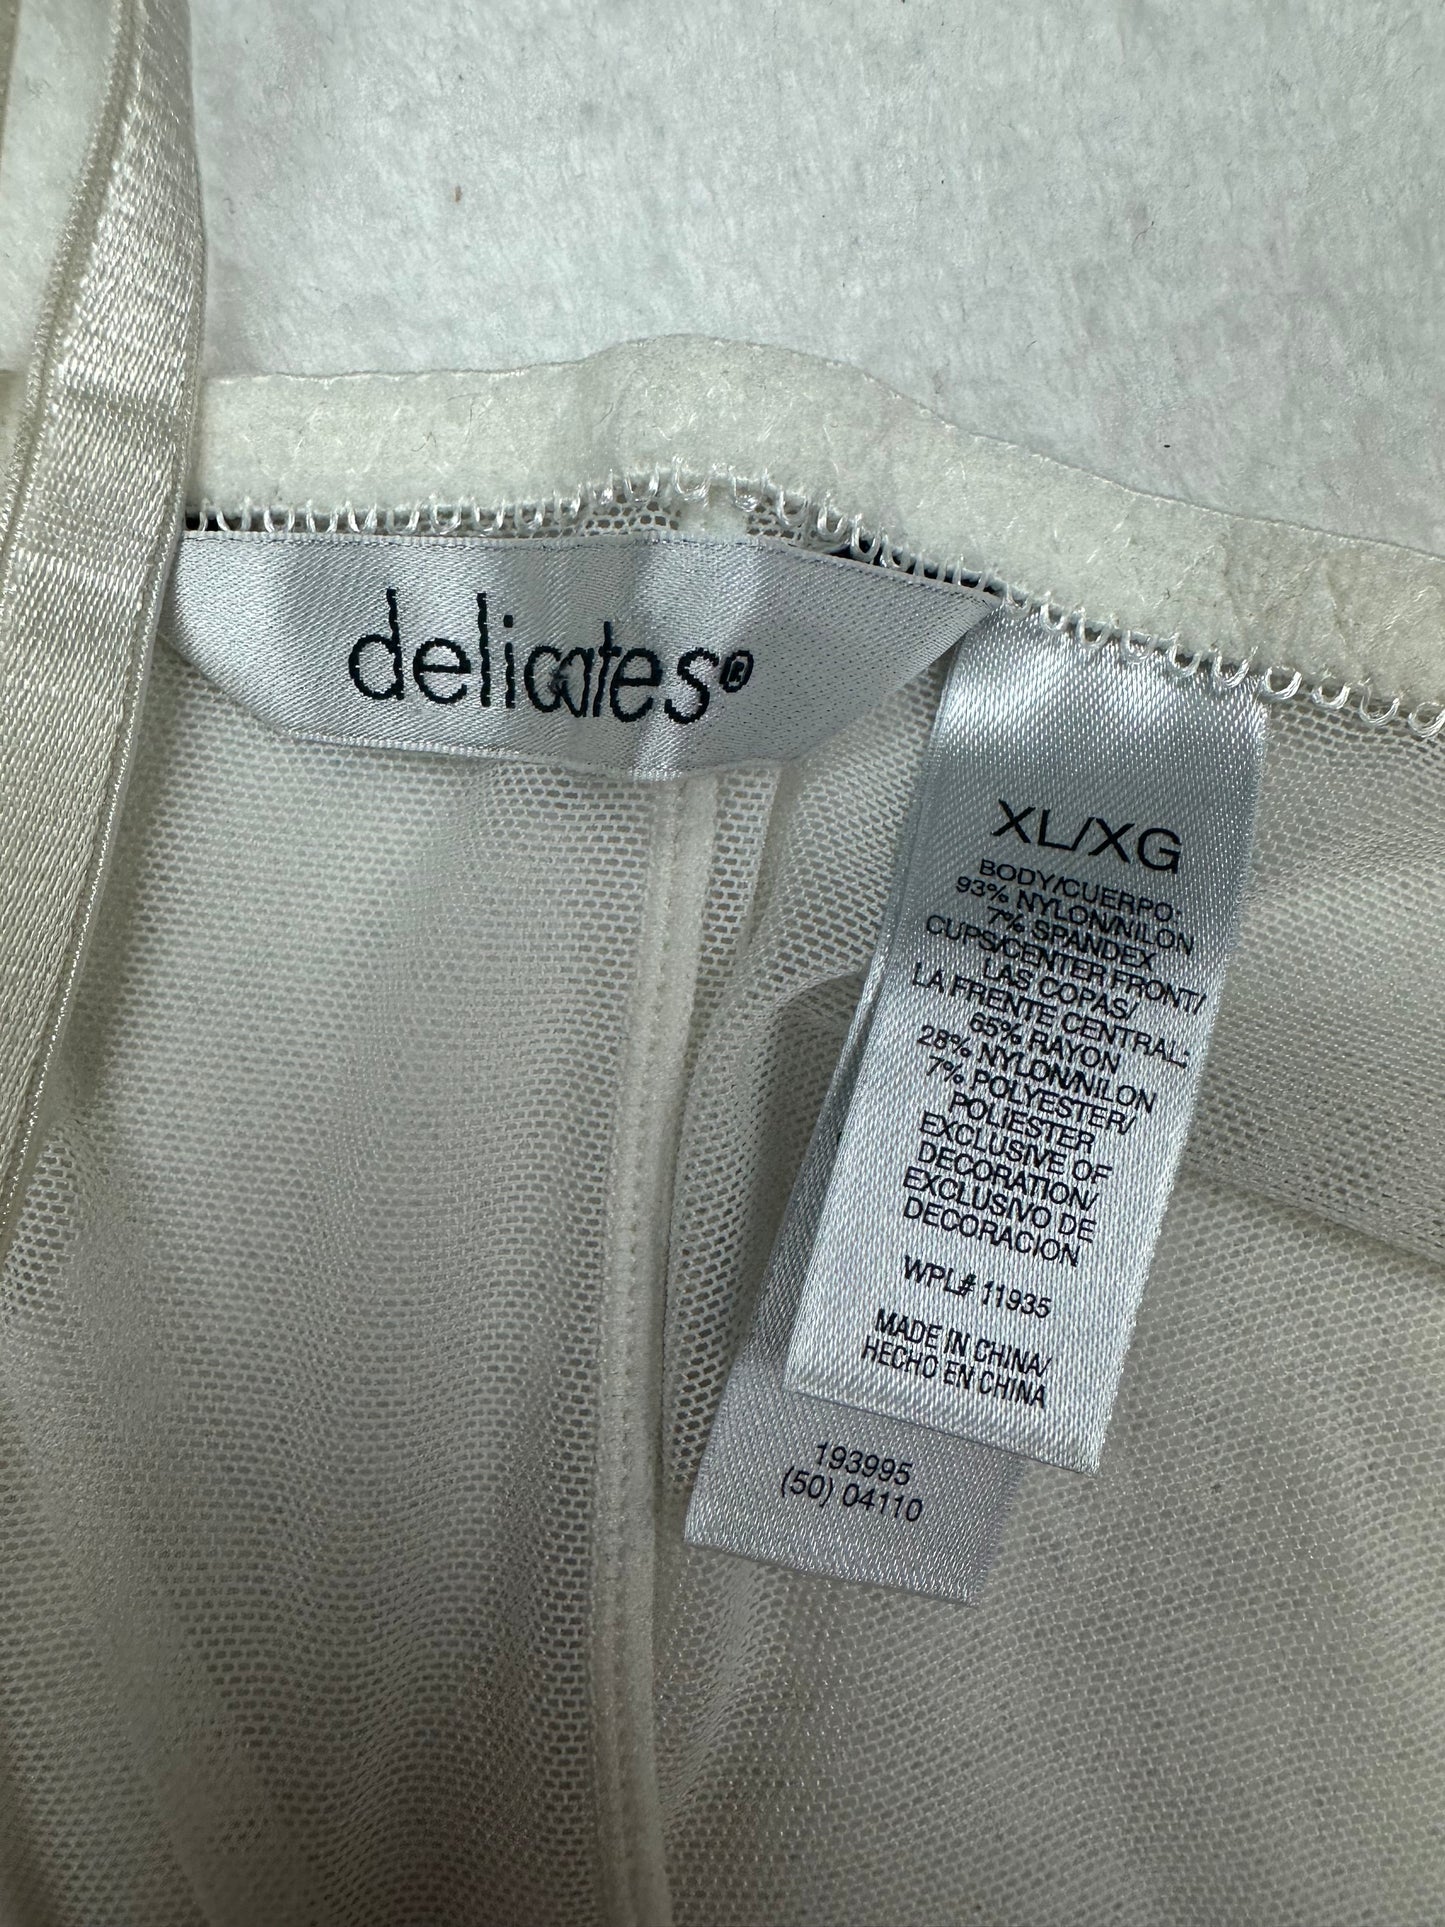 delicates®
XL/XG
BODY/CUERPO:
93% NYLON/NILON
7% SPANDEX
CUPS/CENTER FRONT/
LAS COPAS/
LA FRENTE CENTRAL:
65% RAYON
28% NYLON/NILON
7% POLYESTER/
POLIESTER
EXCLUSIVE OF
DECORATION/
EXCLUSIVO DE
DECORACION
WPL# 11935
MADE IN CHINA/
HECHO EN CHINA
193995
(50) 04110